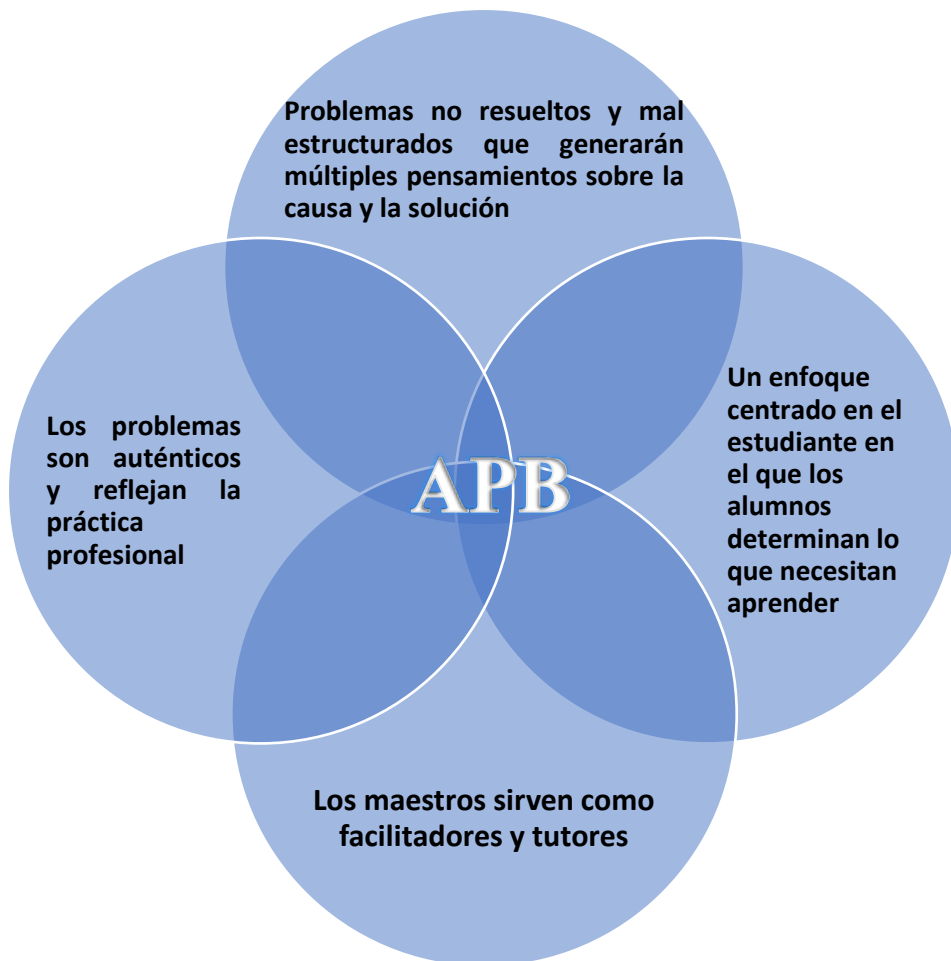 Problemas no resueltos y mal
estructurados que generarán
múltiples pensamientos sobre la
causa y la solución
Los problemas
son auténticos
y reflejan la
práctica
profesional
APB
Un enfoque
centrado en el
estudiante en
el que los
alumnos
determinan lo
que necesitan
aprender
Los maestros sirven como
facilitadores y tutores